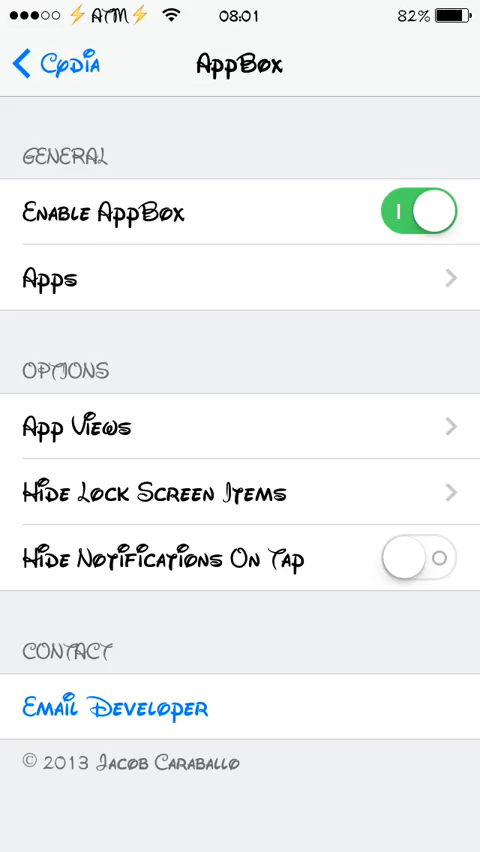 ⚡ATM⚡ 08:01 82%
Cydia AppBox
GENERAL
Enable AppBox
Apps
OPTIONS
App Views
Hide Lock Screen Items
Hide Notifications On Tap
CONTACT
Email Developer
© 2013 Jacob Caraballo